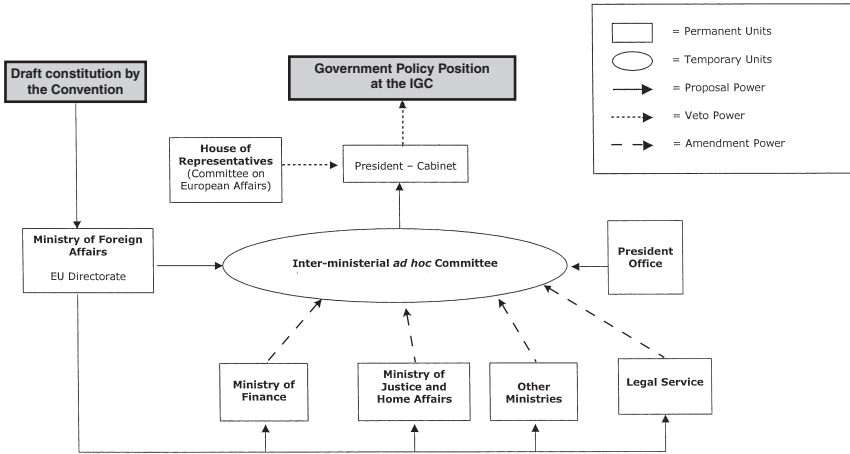 Draft constitution by
the Convention
Government Policy Position
at the IGC
= Permanent Units
= Temporary Units
= Proposal Power
= Veto Power
= Amendment Power
House of
Representatives
(Committee on
European Affairs)
President – Cabinet
Ministry of Foreign
Affairs
EU Directorate
Inter-ministerial ad hoc Committee
President
Office
Ministry of
Finance
Ministry of
Justice and
Home Affairs
Other
Ministries
Legal Service